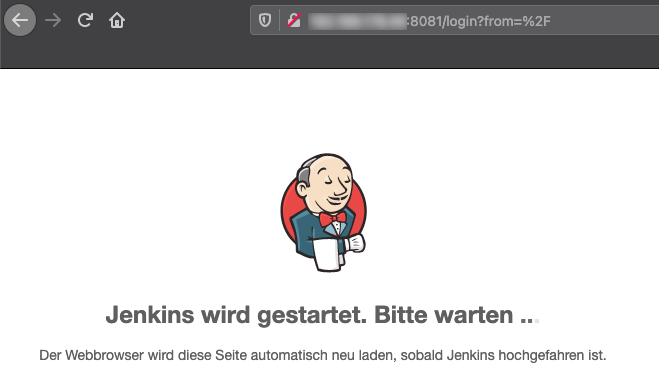 :8081/login?from=%2F
Jenkins wird gestartet. Bitte warten ...
Der Webbrowser wird diese Seite automatisch neu laden, sobald Jenkins hochgefahren ist.